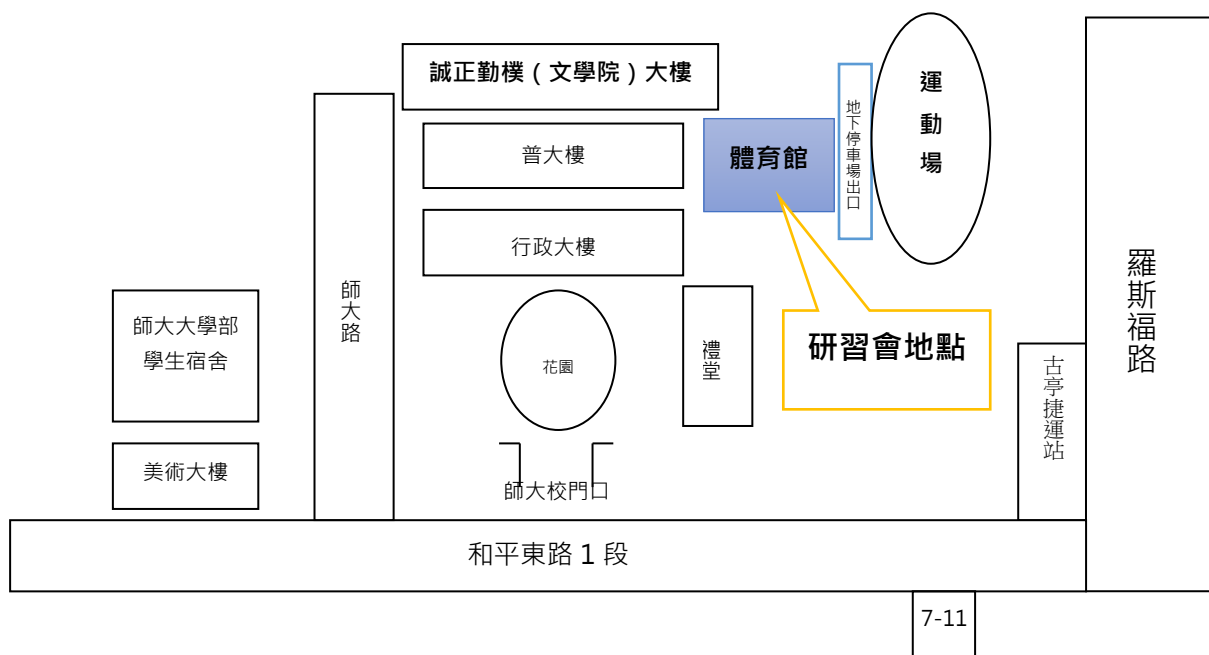 誠正勤樸（文學院）大樓
運動場
地下停車場出口
普大樓
體育館
行政大樓
羅斯福路
師大路
師大大學部
學生宿舍
禮堂
研習會地點
花園
古亭捷運站
美術大樓
師大校門口
和平東路 1 段
7-11